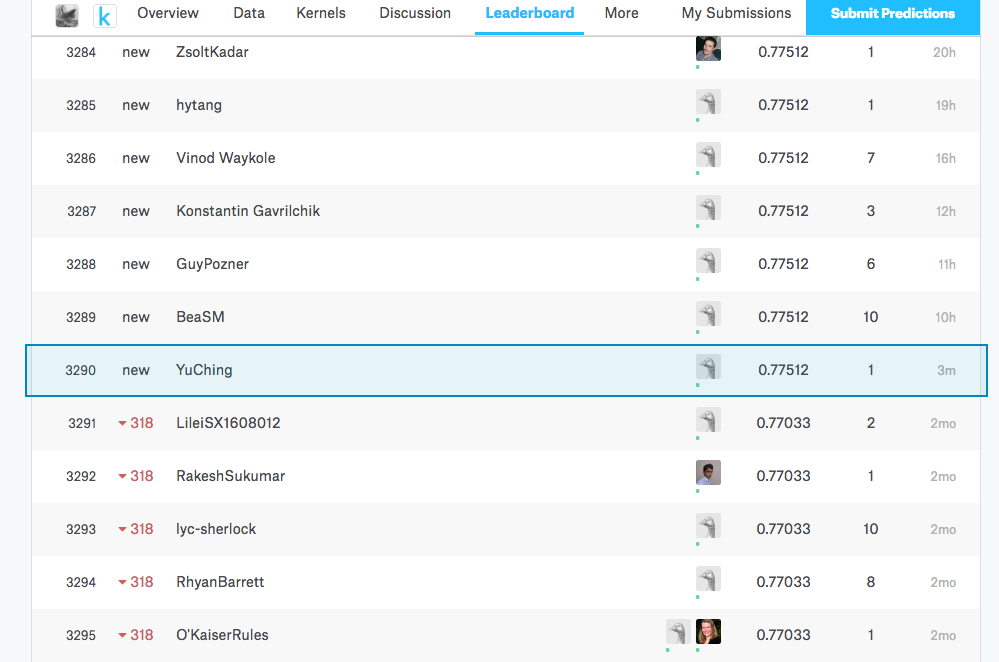 k Overview Data Kernels Discussion Leaderboard More My Submissions Submit Predictions
3284 new ZsoltKadar 0.77512 1 20h
3285 new hytang 0.77512 1 19h
3286 new Vinod Waykole 0.77512 7 16h
3287 new Konstantin Gavrilchik 0.77512 3 12h
3288 new GuyPozner 0.77512 6 11h
3289 new BeaSM 0.77512 10 10h
3290 new YuChing 0.77512 1 3m
3291 318 LileiSX1608012 0.77033 2 2mo
3292 318 RakeshSukumar 0.77033 1 2mo
3293 318 lyc-sherlock 0.77033 10 2mo
3294 318 RhyanBarrett 0.77033 8 2mo
3295 318 O'KaiserRules 0.77033 1 2mo